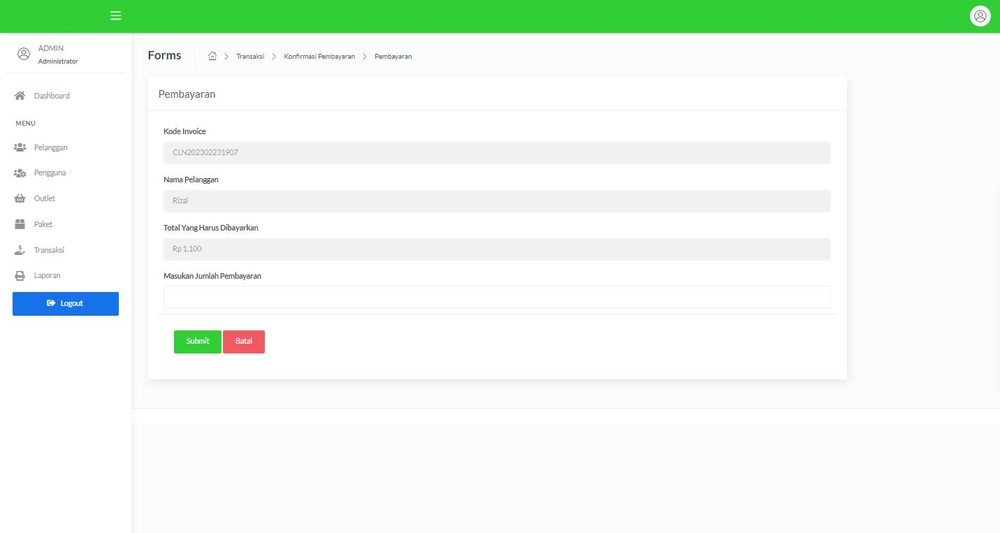 ADMIN
Administrator
Dashboard
MENU
Pelanggan
Pengguna
Outlet
Paket
Transaksi
Laporan
Logout
Forms
Transaksi
Konfirmasi Pembayaran
Pembayaran
Pembayaran
Kode Invoice
CLN202302231907
Nama Pelanggan
Rizal
Total Yang Harus Dibayarkan
Rp 1,100
Masukan Jumlah Pembayaran
Submit
Batal